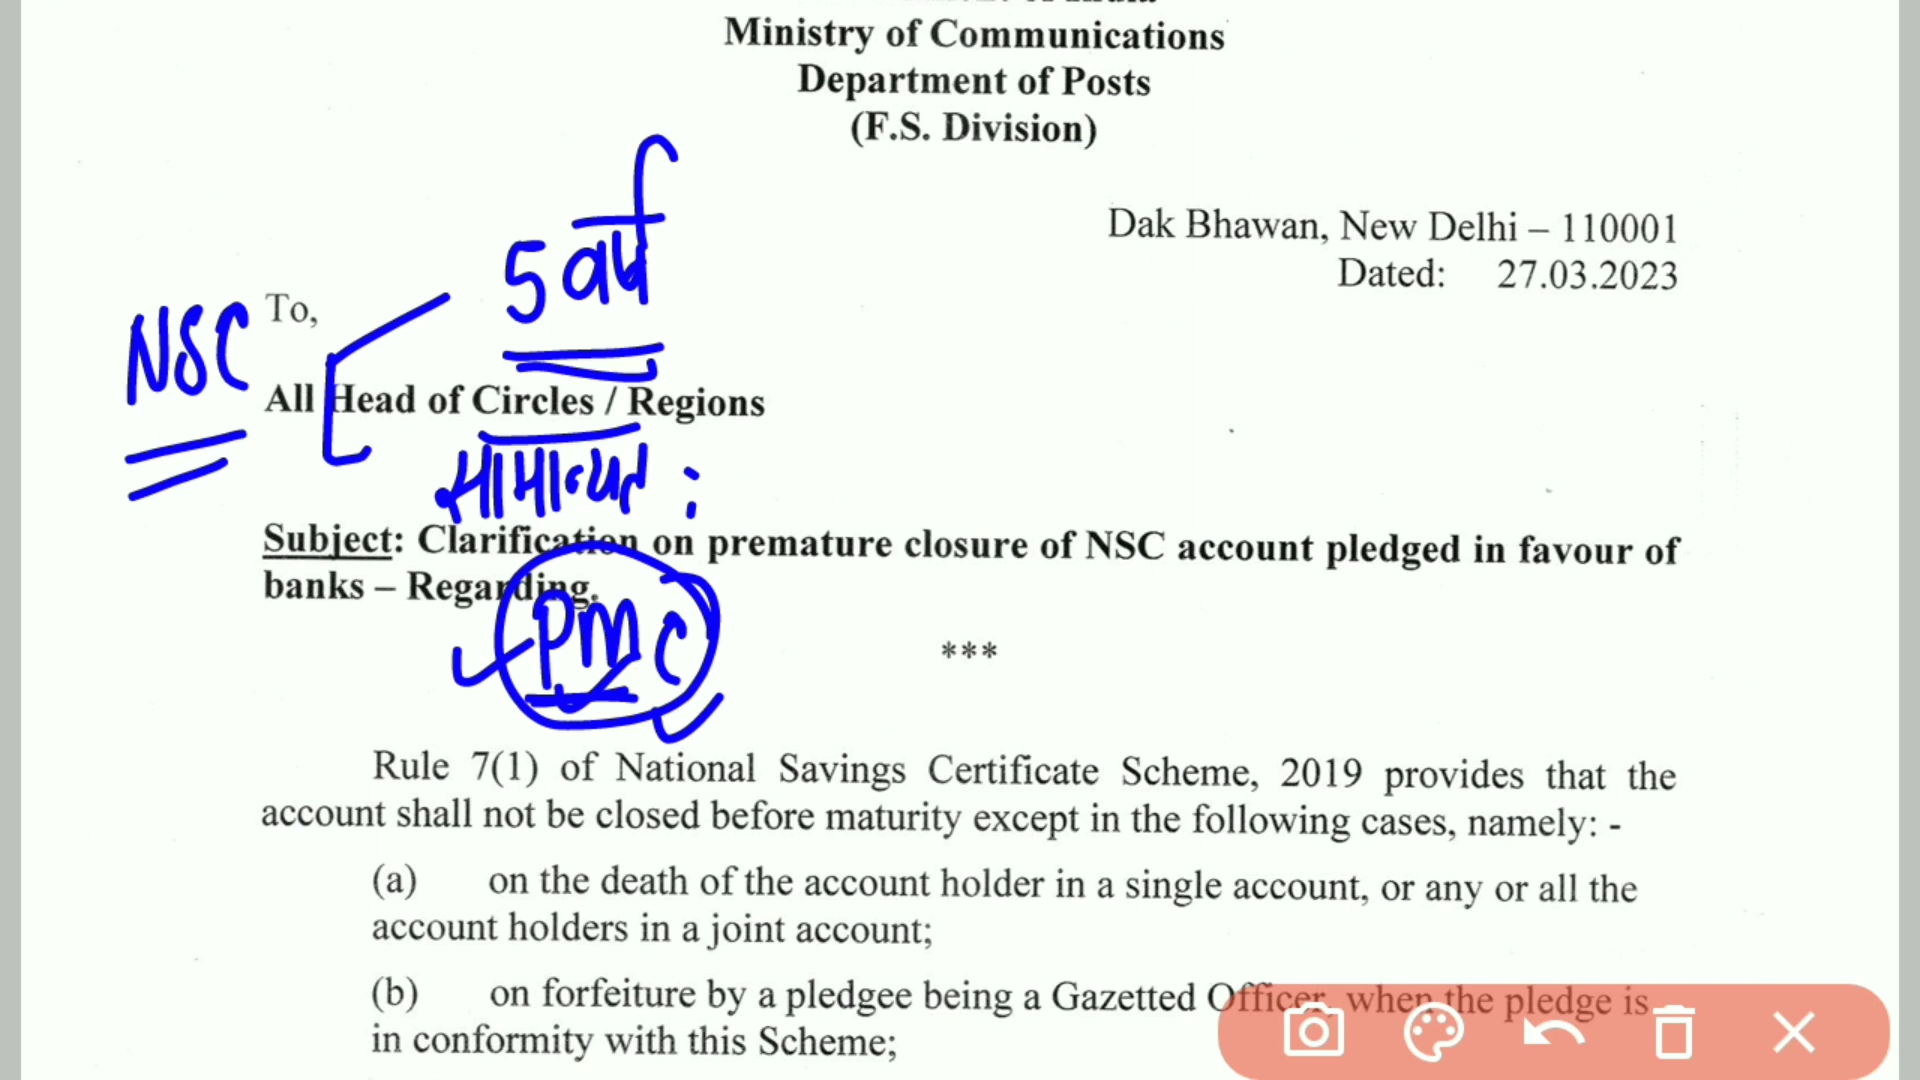 Ministry of Communications
Department of Posts
(F.S. Division)
Dak Bhawan, New Delhi – 110001
Dated: 27.03.2023
5 वर्ष
NSC
To,
All Head of Circles / Regions
सामान्यत :
Subject: Clarification on premature closure of NSC account pledged in favour of
banks – Regarding.
PMC
***
Rule 7(1) of National Savings Certificate Scheme, 2019 provides that the
account shall not be closed before maturity except in the following cases, namely: -
(a) on the death of the account holder in a single account, or any or all the
account holders in a joint account;
(b) on forfeiture by a pledgee being a Gazetted Officer, when the pledge is
in conformity with this Scheme;